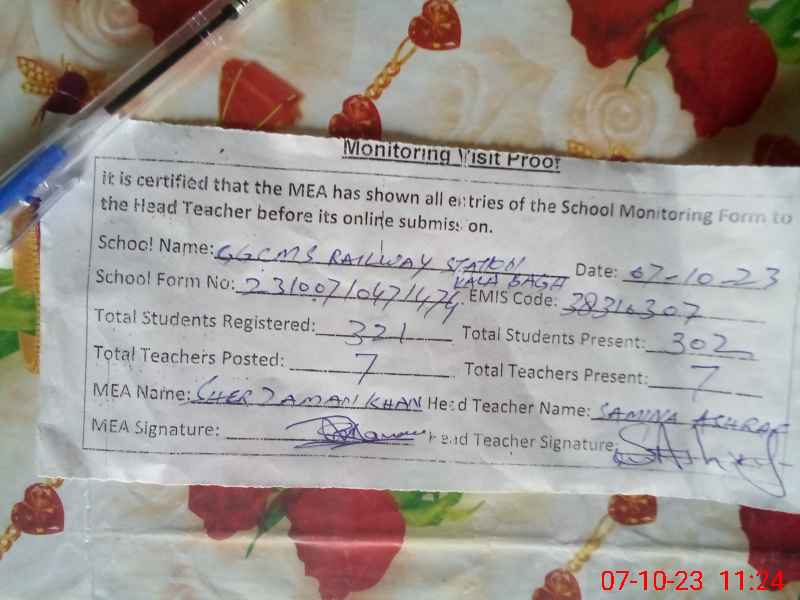 Monitoring Visit Proof
it is certified that the MEA has shown all entries of the School Monitoring Form to
the Head Teacher before its online submission.
School Name: GGCMS RAILWAY STATION Date: 07-10-23
KALA BAGH
School Form No: 231007104714 74 EMIS Code: 38310307
Total Students Registered: 321 Total Students Present: 302
Total Teachers Posted: 7 Total Teachers Present: 7
MEA Name: SHER ZAMAN KHAN Head Teacher Name: SAMINA ASHRAF
MEA Signature: Head Teacher Signature: SAshraf
07-10-23 11:24